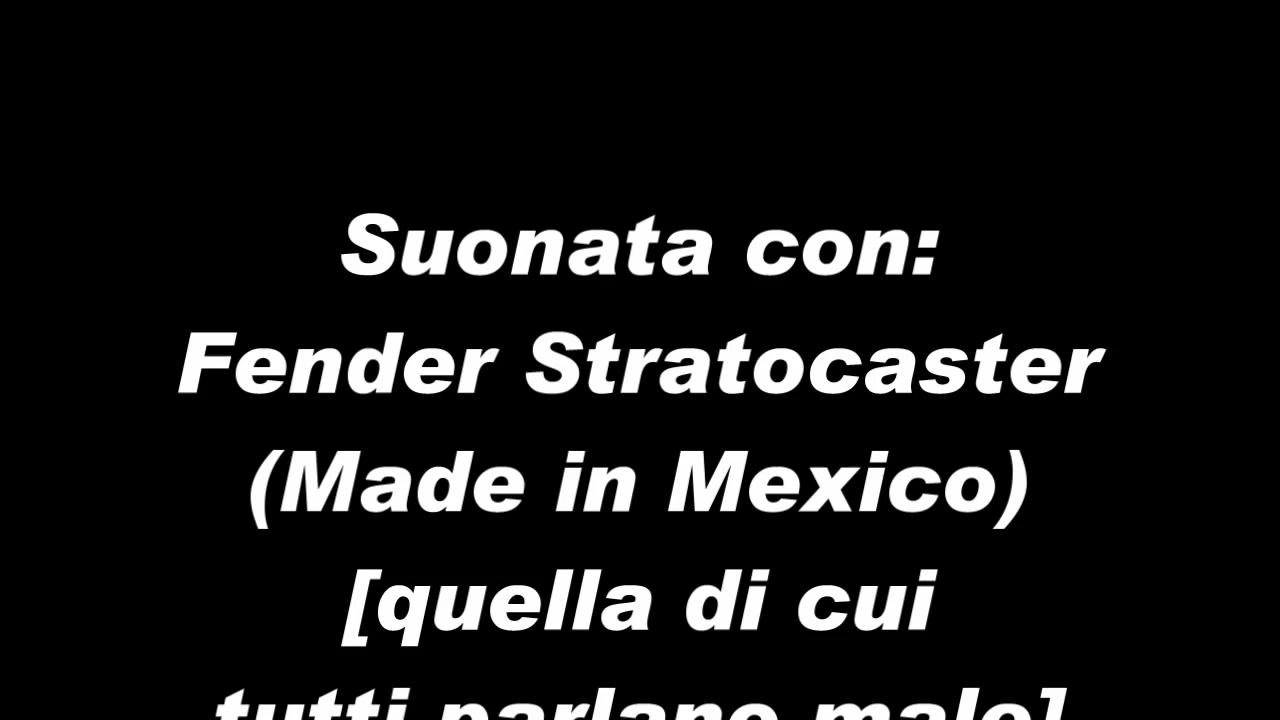 Suonata con:
Fender Stratocaster
(Made in Mexico)
[quella di cui
tutti parlano male]